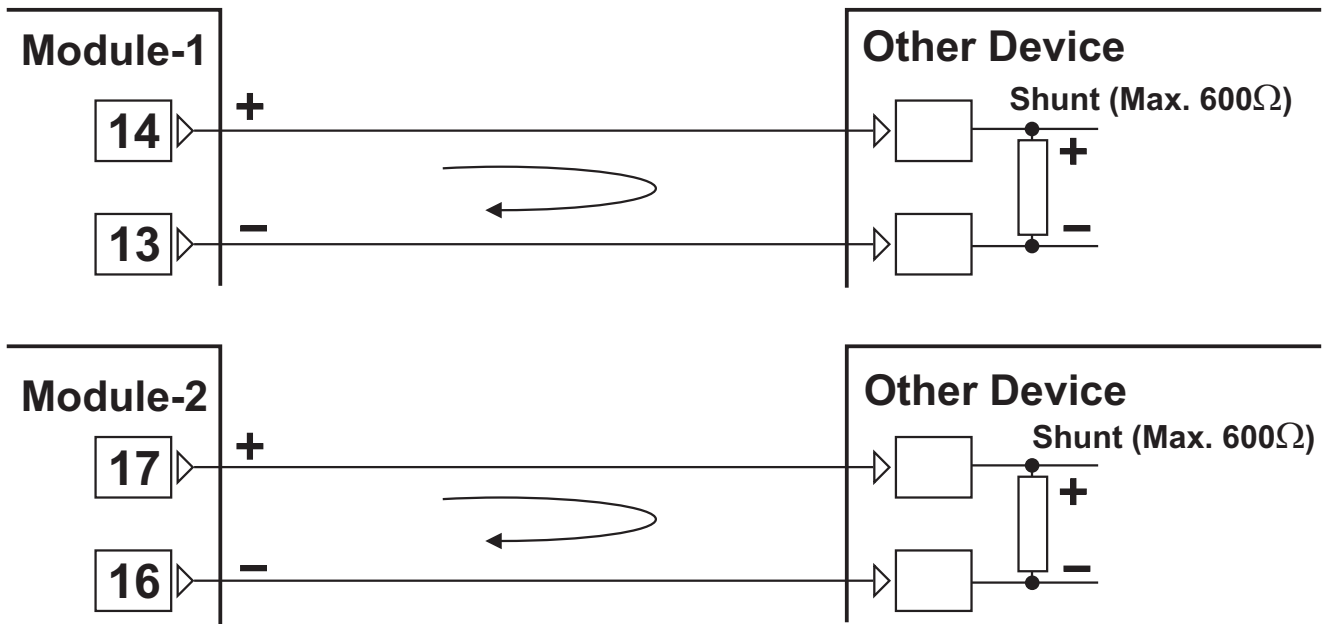 Module-1
Other Device
Shunt (Max. 600Ω)
14
+
+
13
−
−
Module-2
Other Device
Shunt (Max. 600Ω)
17
+
+
16
−
−